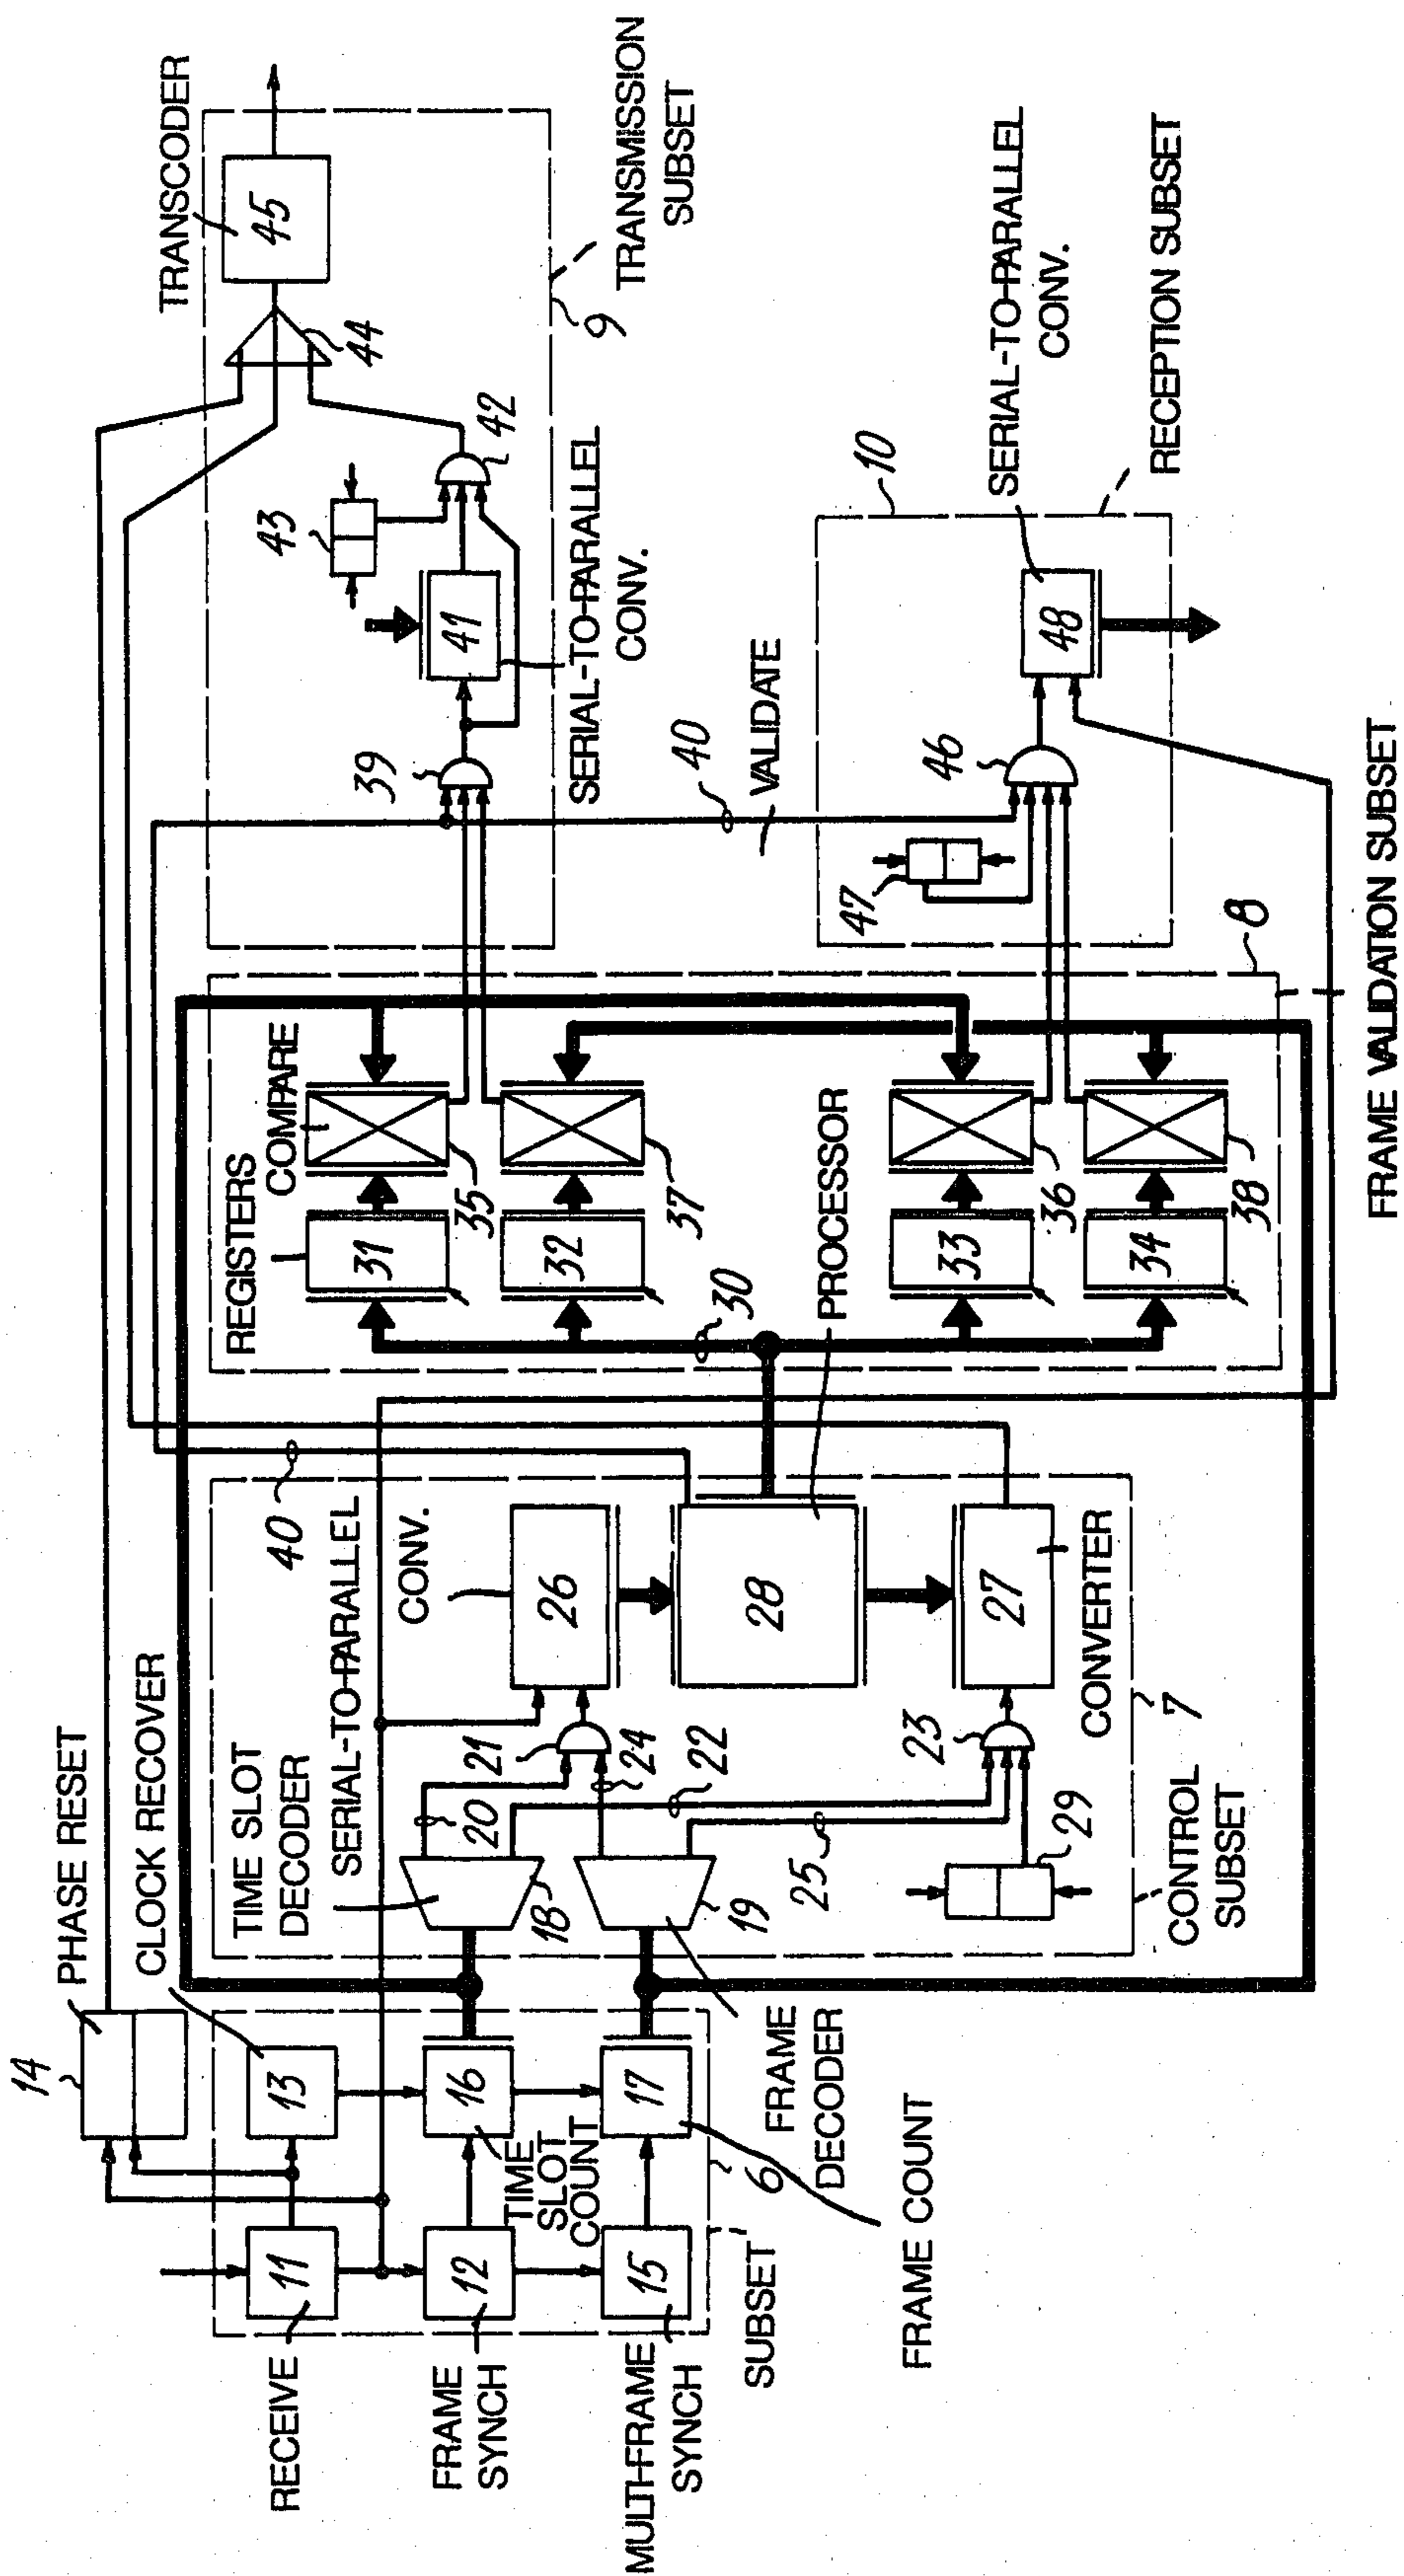 14
PHASE RESET
CLOCK RECOVER
TRANSCODER
45
44
TRANSMISSION
SUBSET
9
RECEIVE
11
13
FRAME
SYNCH
12
16
TIME
SLOT
COUNT
MULTI-FRAME
SYNCH
15
17
SUBSET
6
FRAME COUNT
FRAME
DECODER
TIME SLOT
DECODER
18
19
20
21
24
22
25
23
29
SERIAL-TO-PARALLEL
CONV.
26
28
27
CONVERTER
CONTROL
SUBSET
7
40
PROCESSOR
REGISTERS
COMPARE
31
35
32
37
30
33
36
34
38
8
FRAME VALIDATION SUBSET
39
41
43
42
SERIAL-TO-PARALLEL
CONV.
40
VALIDATE
47
46
48
10
SERIAL-TO-PARALLEL
CONV.
RECEPTION SUBSET